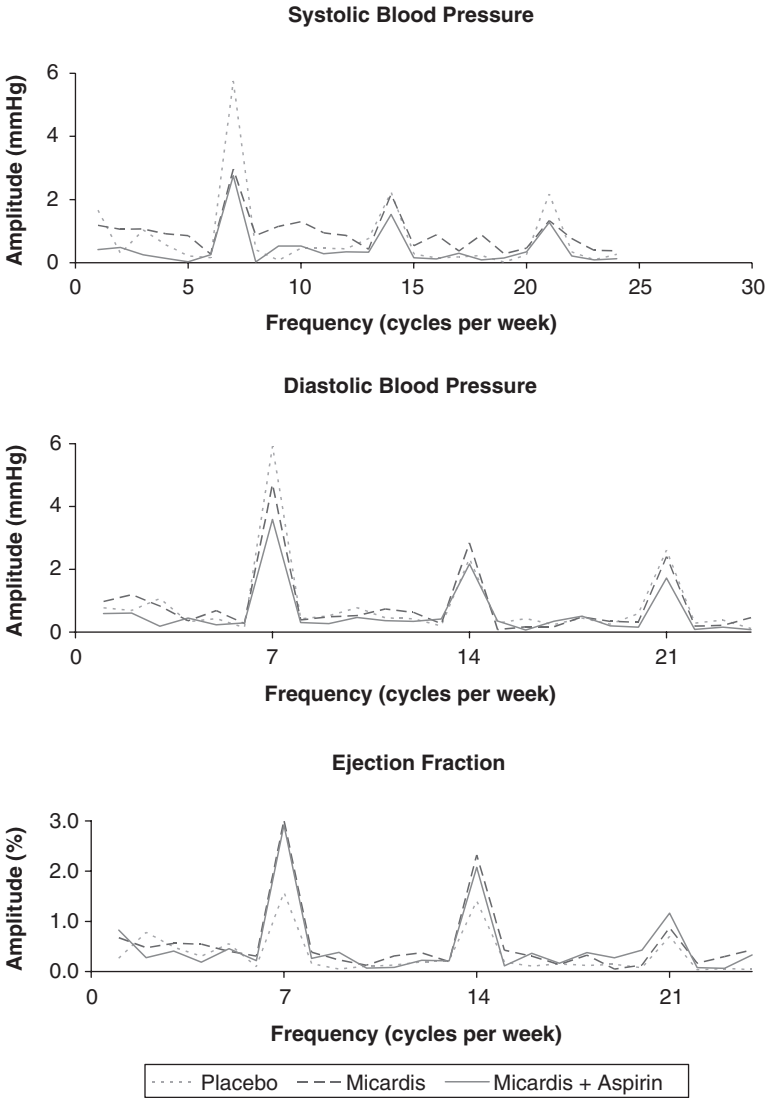 Systolic Blood Pressure
Amplitude (mmHg)
6
4
2
0
0 5 10 15 20 25 30
Frequency (cycles per week)
Diastolic Blood Pressure
Amplitude (mmHg)
6
4
2
0
0 7 14 21
Frequency (cycles per week)
Ejection Fraction
Amplitude (%)
3.0
2.0
1.0
0.0
0 7 14 21
Frequency (cycles per week)
Placebo Micardis Micardis + Aspirin